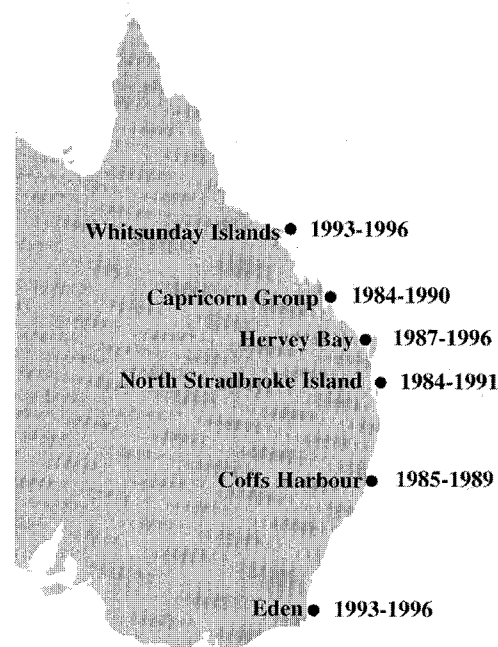 Whitsunday Islands 1993-1996
Capricorn Group 1984-1990
Hervey Bay 1987-1996
North Stradbroke Island 1984-1991
Coffs Harbour 1985-1989
Eden 1993-1996